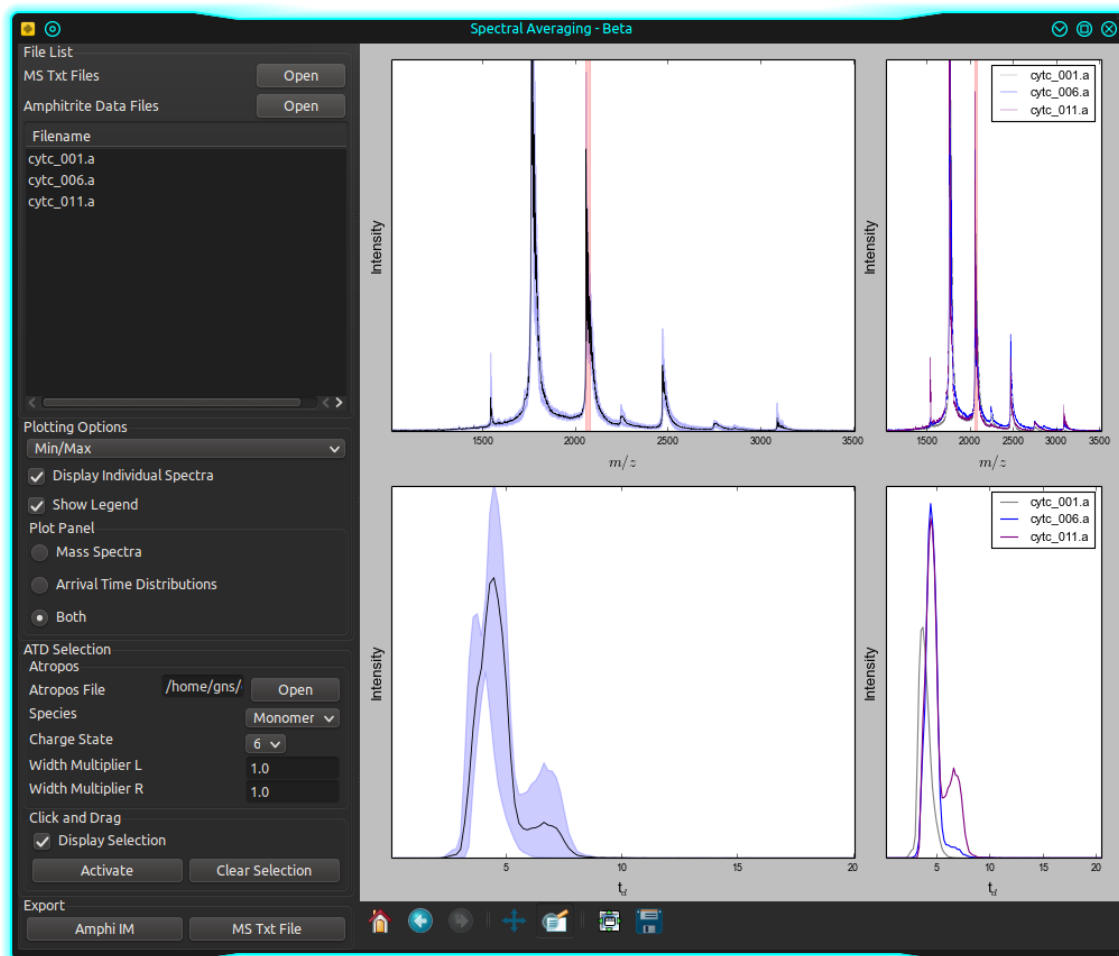 Spectral Averaging - Beta
File List
MS Txt Files Open
Amphitrite Data Files Open
Filename
cytc_001.a
cytc_006.a
cytc_011.a
Plotting Options
Min/Max
Display Individual Spectra
Show Legend
Plot Panel
Mass Spectra
Arrival Time Distributions
Both
ATD Selection
Atropos
Atropos File /home/gns/ Open
Species Monomer
Charge State 6
Width Multiplier L 1.0
Width Multiplier R 1.0
Click and Drag
Display Selection
Activate Clear Selection
Export
Amphi IM MS Txt File
Intensity
1500 2000 2500 3000 3500
m/z
Intensity
cytc_001.a
cytc_006.a
cytc_011.a
1500 2000 2500 3000 3500
m/z
Intensity
5 10 15 20
t_d
Intensity
cytc_001.a
cytc_006.a
cytc_011.a
5 10 15 20
t_d